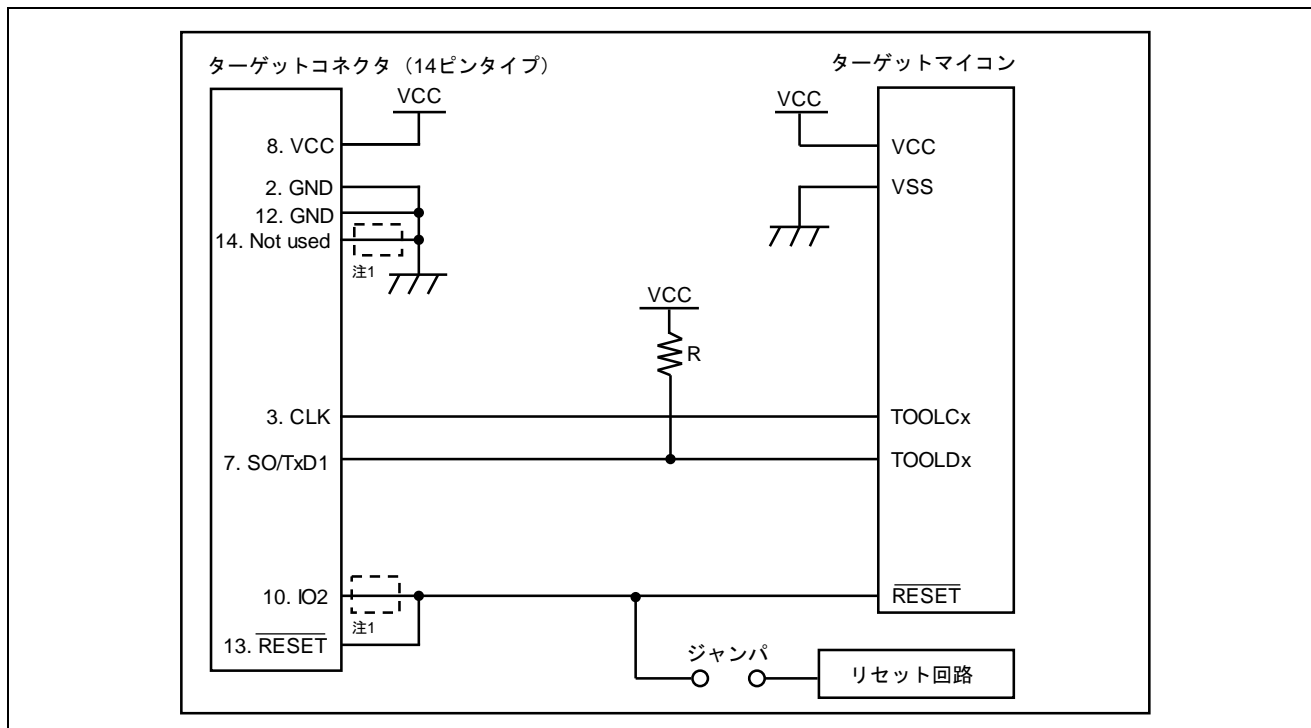 ターゲットコネクタ（14ピンタイプ）
ターゲットマイコン
VCC
VCC
8. VCC
VCC
2. GND
VSS
12. GND
14. Not used
注1
VCC
R
3. CLK
TOOLCx
7. SO/TxD1
TOOLDx
10. IO2
RESET
注1
13. RESET
ジャンパ
リセット回路